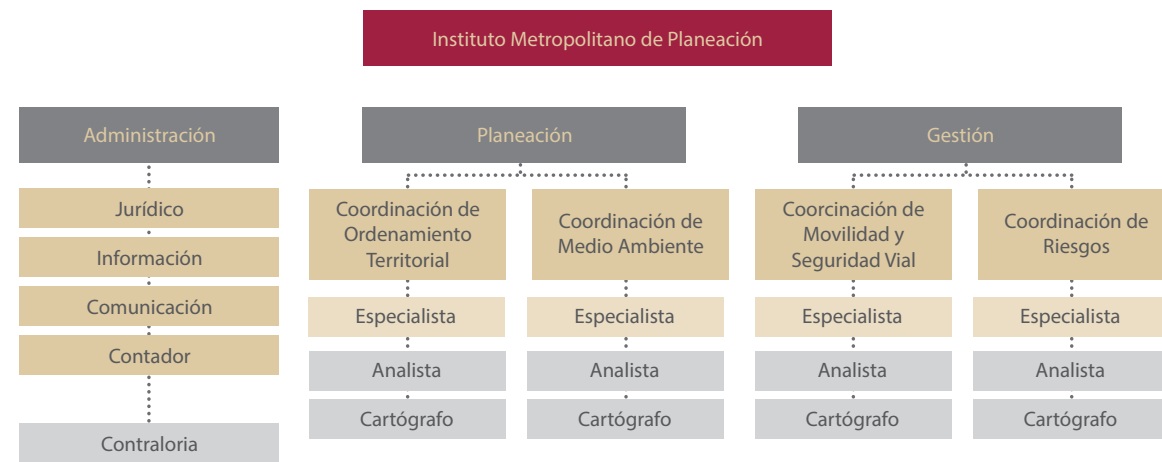 Instituto Metropolitano de Planeación
Administración
Jurídico
Información
Comunicación
Contador
Contraloria
Planeación
Coordinación de
Ordenamiento
Territorial
Especialista
Analista
Cartógrafo
Coordinación de
Medio Ambiente
Especialista
Analista
Cartógrafo
Gestión
Coorcinación de
Movilidad y
Seguridad Vial
Especialista
Analista
Cartógrafo
Coordinación de
Riesgos
Especialista
Analista
Cartógrafo